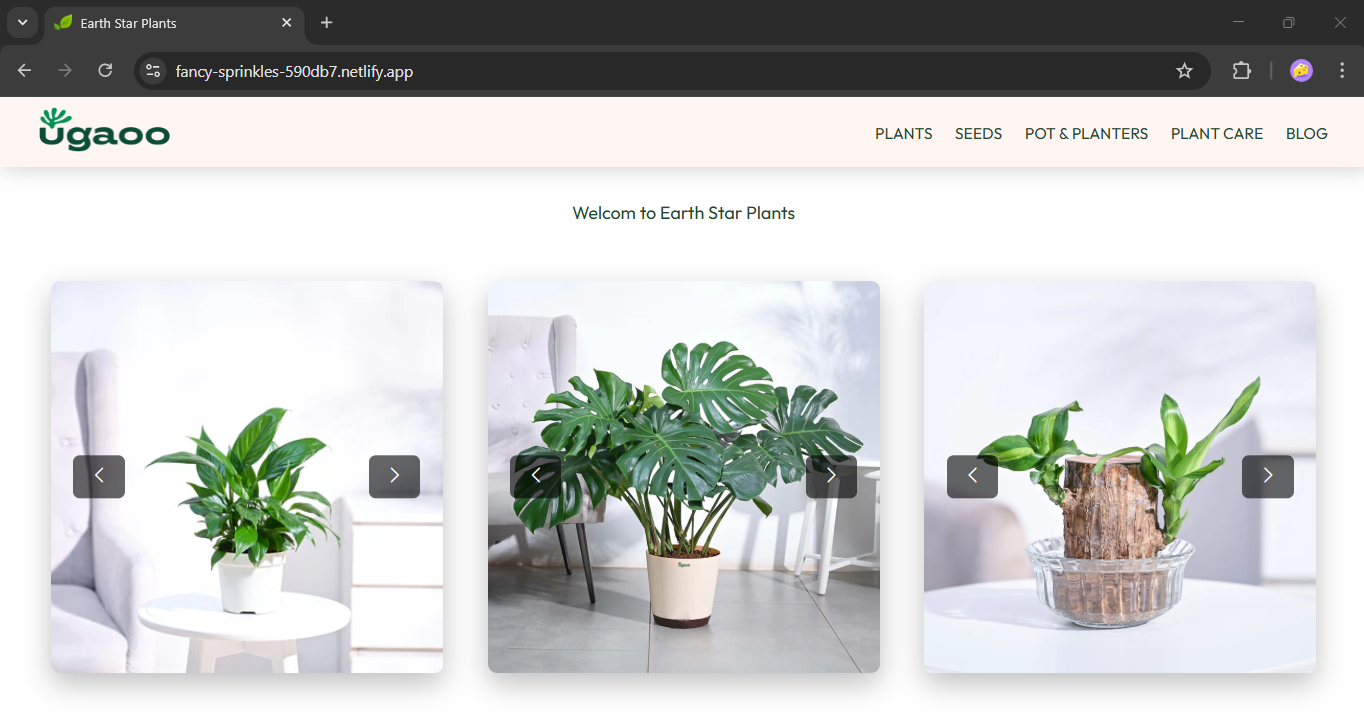 Earth Star Plants
fancy-sprinkles-590db7.netlify.app
ugaoo
PLANTS SEEDS POT & PLANTERS PLANT CARE BLOG
Welcom to Earth Star Plants
ugaoo